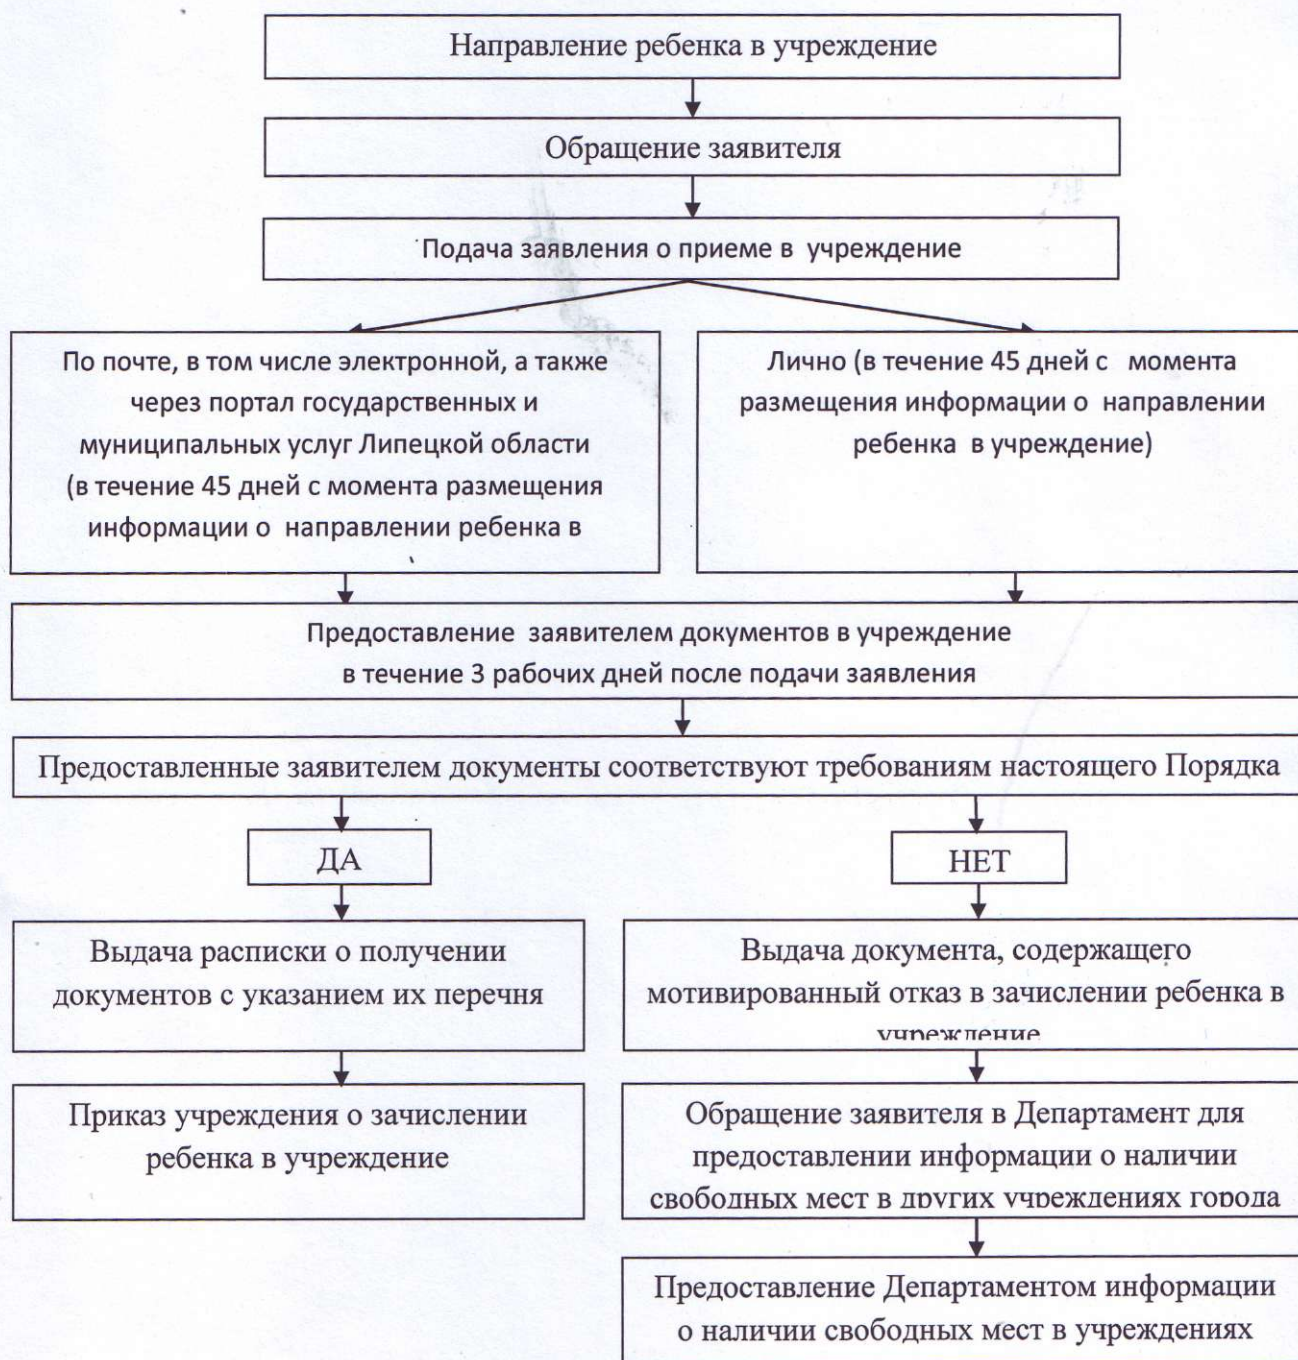 Направление ребенка в учреждение
Обращение заявителя
Подача заявления о приеме в учреждение
По почте, в том числе электронной, а также
через портал государственных и
муниципальных услуг Липецкой области
(в течение 45 дней с момента размещения
информации о направлении ребенка в
Лично (в течение 45 дней с момента
размещения информации о направлении
ребенка в учреждение)
Предоставление заявителем документов в учреждение
в течение 3 рабочих дней после подачи заявления
Предоставленные заявителем документы соответствуют требованиям настоящего Порядка
ДА
НЕТ
Выдача расписки о получении
документов с указанием их перечня
Выдача документа, содержащего
мотивированный отказ в зачислении ребенка в
учреждение
Приказ учреждения о зачислении
ребенка в учреждение
Обращение заявителя в Департамент для
предоставлении информации о наличии
свободных мест в других учреждениях города
Предоставление Департаментом информации
о наличии свободных мест в учреждениях